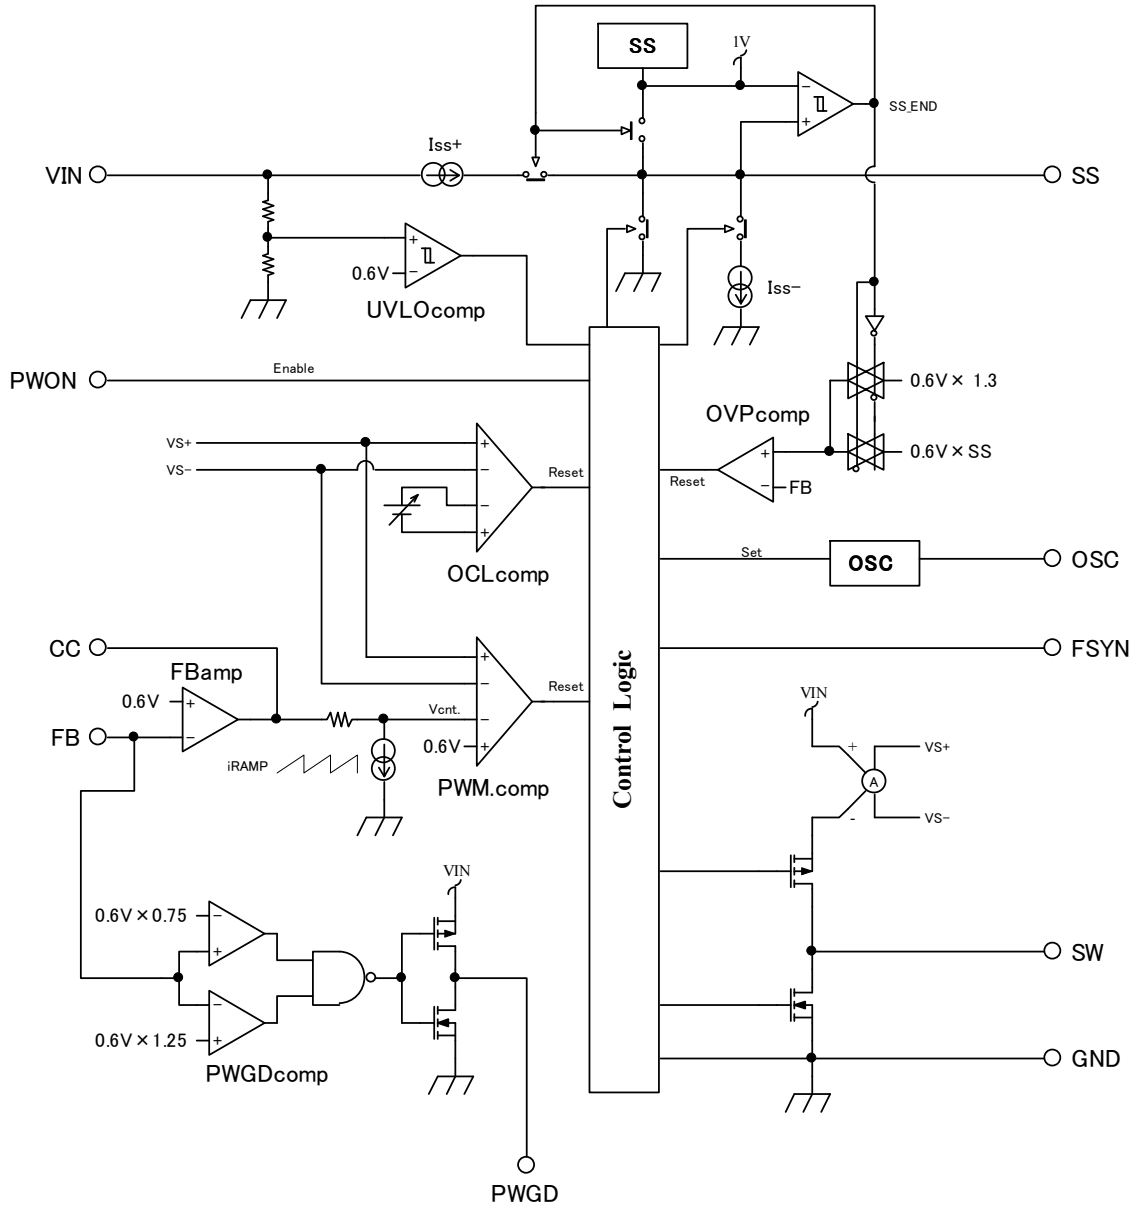 SS
1V
SS_END
Iss+
VIN
SS
0.6V
UVLOcomp
Iss−
PWON
Enable
0.6V× 1.3
OVPcomp
VS+
VS−
0.6V×SS
Reset
Reset
FB
OCLcomp
Set
OSC
OSC
CC
FSYN
FBamp
0.6V
Reset
VIN
Vcnt.
FB
0.6V
iRAMP
PWM.comp
Control Logic
VS+
A
VS−
VIN
0.6V×0.75
SW
0.6V×1.25
PWGDcomp
GND
PWGD